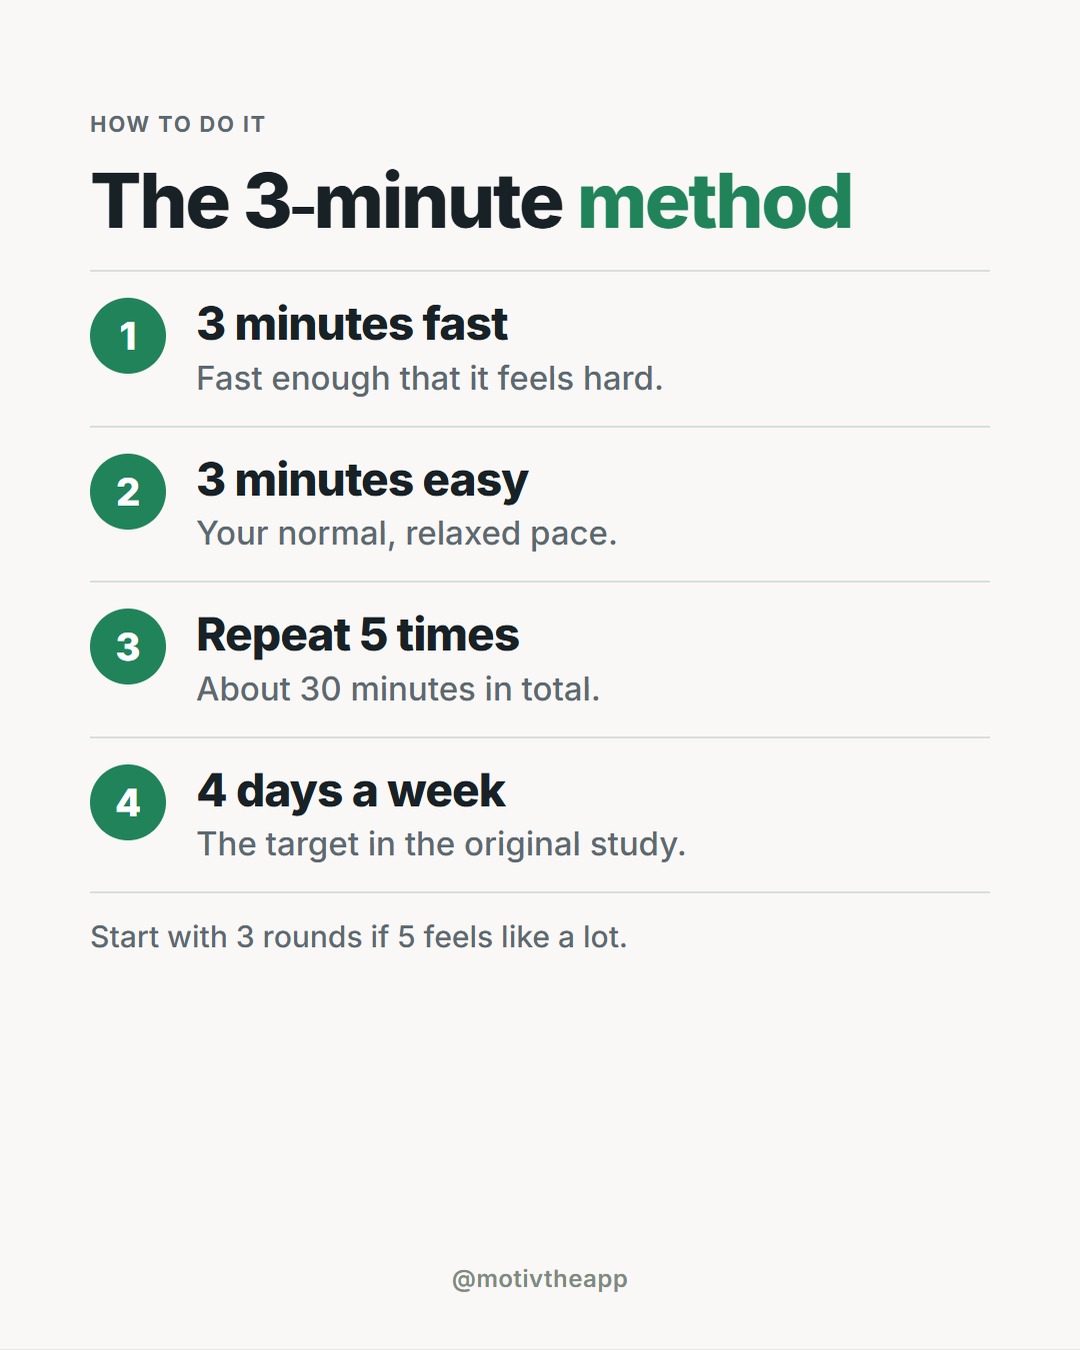 HOW TO DO IT
The 3-minute method
1
3 minutes fast
Fast enough that it feels hard.
2
3 minutes easy
Your normal, relaxed pace.
3
Repeat 5 times
About 30 minutes in total.
4
4 days a week
The target in the original study.
Start with 3 rounds if 5 feels like a lot.
@motivtheapp